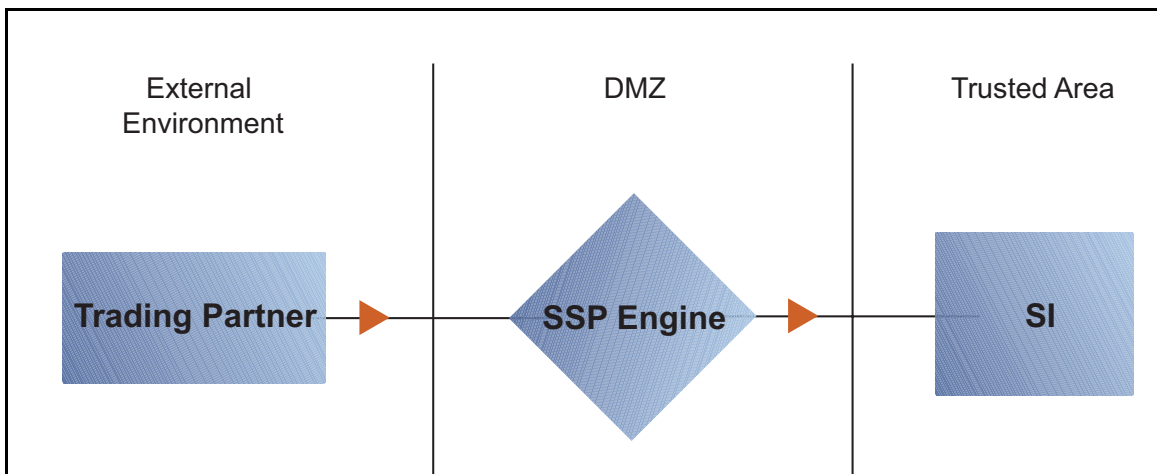 External
Environment
DMZ
Trusted Area
Trading Partner
SSP Engine
SI